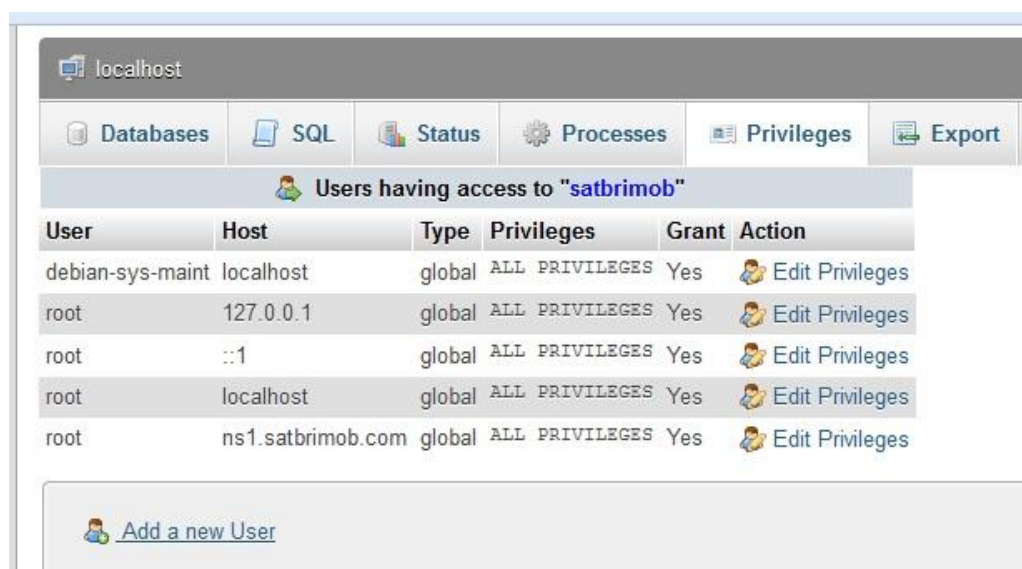 localhost
Databases SQL Status Processes Privileges Export
Users having access to "satbrimob"
User Host Type Privileges Grant Action
debian-sys-maint localhost global ALL PRIVILEGES Yes Edit Privileges
root 127.0.0.1 global ALL PRIVILEGES Yes Edit Privileges
root ::1 global ALL PRIVILEGES Yes Edit Privileges
root localhost global ALL PRIVILEGES Yes Edit Privileges
root ns1.satbrimob.com global ALL PRIVILEGES Yes Edit Privileges
Add a new User